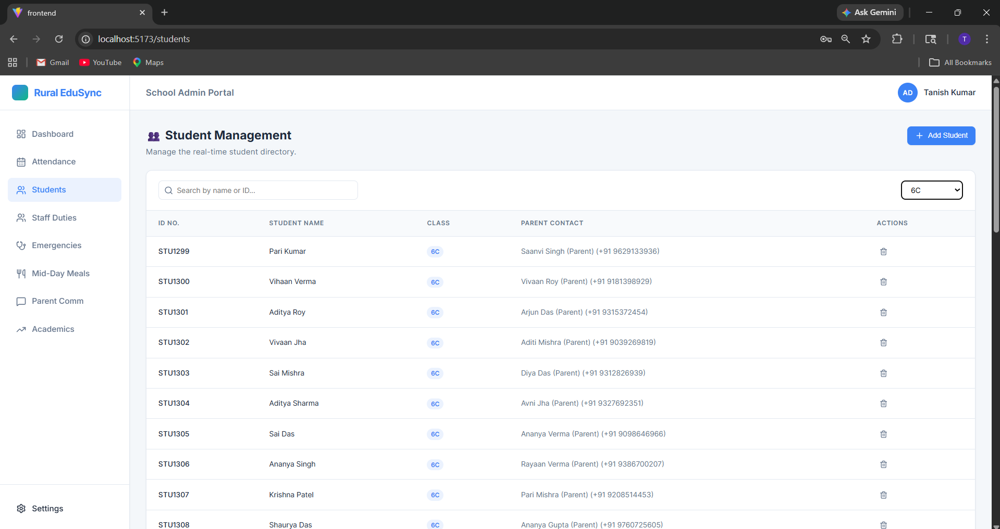 frontend
Ask Gemini
localhost:5173/students
T
Gmail YouTube Maps All Bookmarks
Rural EduSync
School Admin Portal
AD Tanish Kumar
Dashboard
Attendance
Students
Staff Duties
Emergencies
Mid-Day Meals
Parent Comm
Academics
Settings
Student Management
Manage the real-time student directory.
+ Add Student
Search by name or ID...
6C
ID NO. STUDENT NAME CLASS PARENT CONTACT ACTIONS
STU1299 Pari Kumar 6C Saanvi Singh (Parent) (+91 9629133936)
STU1300 Vihaan Verma 6C Vivaan Roy (Parent) (+91 9181398929)
STU1301 Aditya Roy 6C Arjun Das (Parent) (+91 9315372454)
STU1302 Vivaan Jha 6C Aditi Mishra (Parent) (+91 9039269819)
STU1303 Sai Mishra 6C Diya Das (Parent) (+91 9312826939)
STU1304 Aditya Sharma 6C Avni Jha (Parent) (+91 9327692351)
STU1305 Sai Das 6C Ananya Verma (Parent) (+91 9098646966)
STU1306 Ananya Singh 6C Rayaan Verma (Parent) (+91 9386700207)
STU1307 Krishna Patel 6C Pari Mishra (Parent) (+91 9208514453)
STU1308 Shaurya Das 6C Ananya Gupta (Parent) (+91 9760725605)